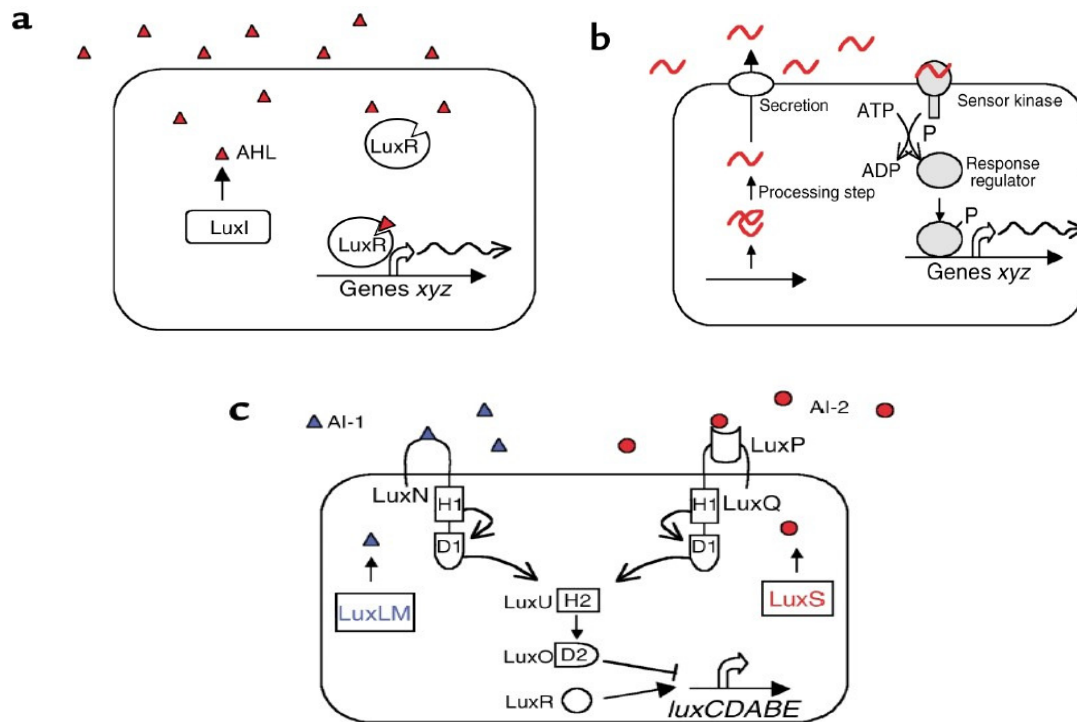 a
AHL
LuxR
LuxI
LuxR
Genes xyz
b
Secretion
Sensor kinase
ATP
P
ADP
Response
regulator
Processing step
P
Genes xyz
c
AI-1
AI-2
LuxP
LuxN
H1
H1
LuxQ
D1
D1
LuxLM
LuxS
LuxU
H2
LuxO
D2
LuxR
luxCDABE